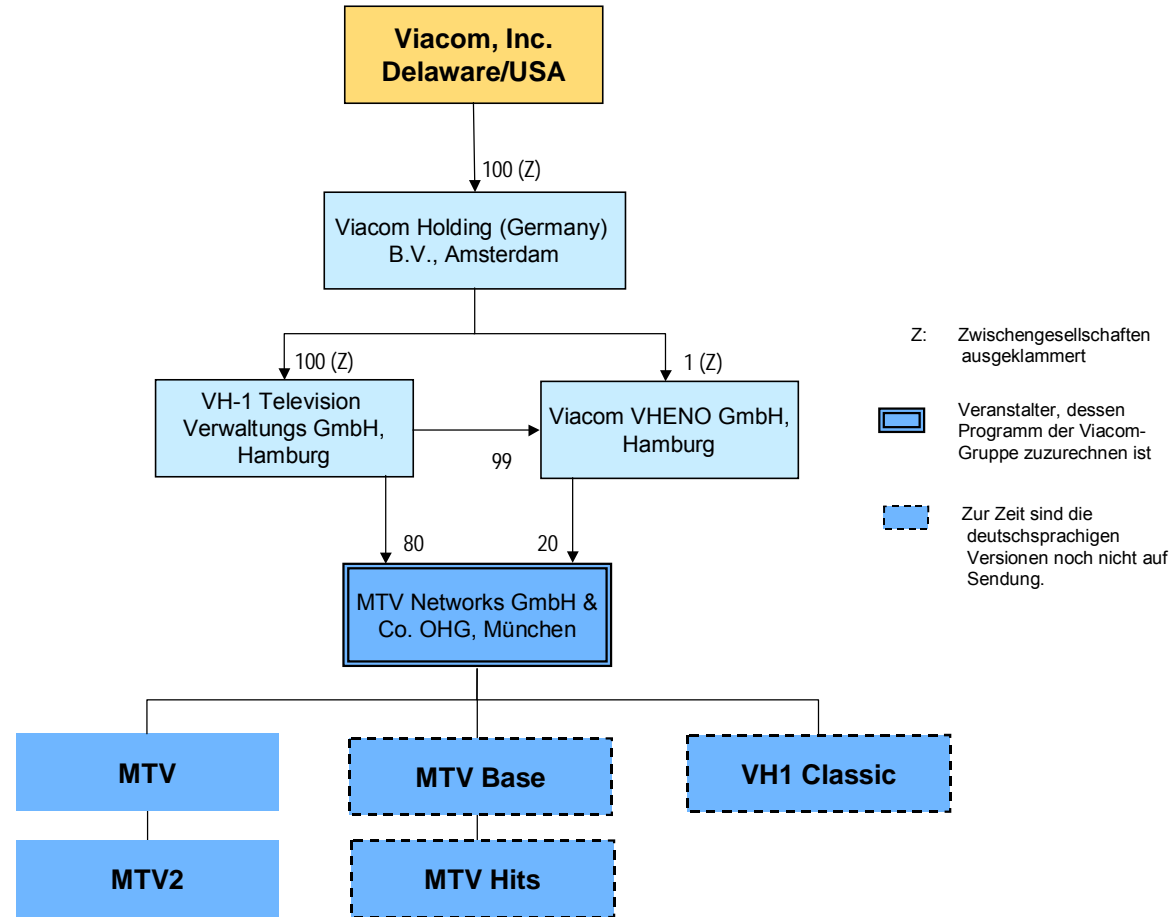 Viacom, Inc.
Delaware/USA
100 (Z)
Viacom Holding (Germany)
B.V., Amsterdam
100 (Z)
1 (Z)
VH-1 Television
Verwaltungs GmbH,
Hamburg
99
Viacom VHENO GmbH,
Hamburg
80
20
MTV Networks GmbH &
Co. OHG, München
MTV
MTV Base
VH1 Classic
MTV2
MTV Hits
Z: Zwischengesellschaften
ausgeklammert
Veranstalter, dessen
Programm der Viacom-
Gruppe zuzurechnen ist
Zur Zeit sind die
deutschsprachigen
Versionen noch nicht auf
Sendung.